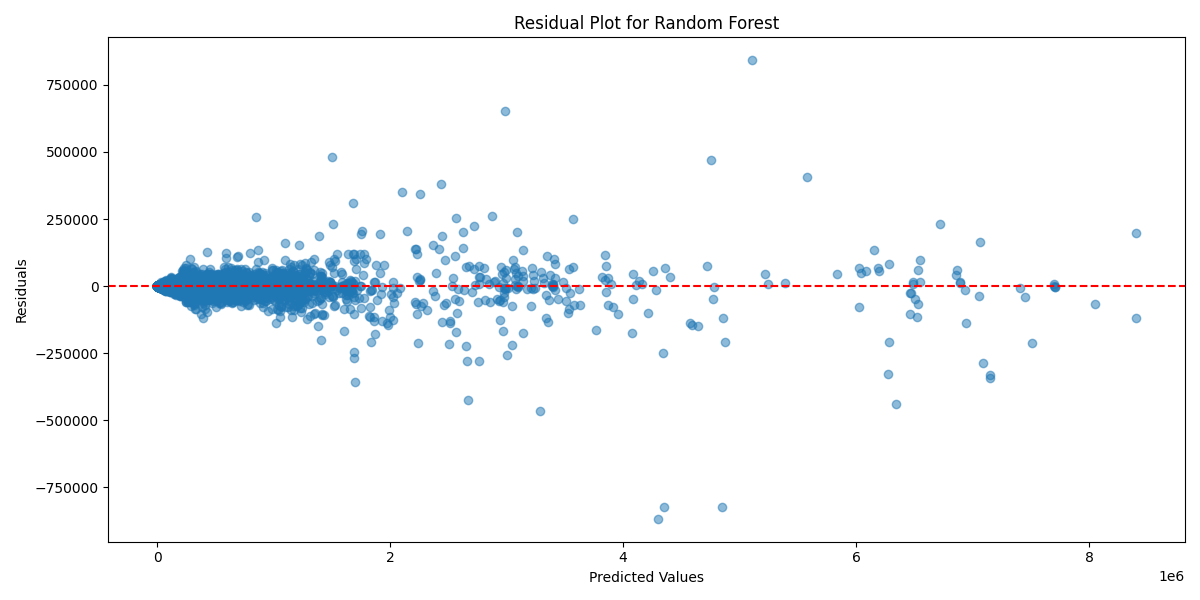 Residual Plot for Random Forest
Residuals
750000
500000
250000
0
−250000
−500000
−750000
0 2 4 6 8
1e6
Predicted Values